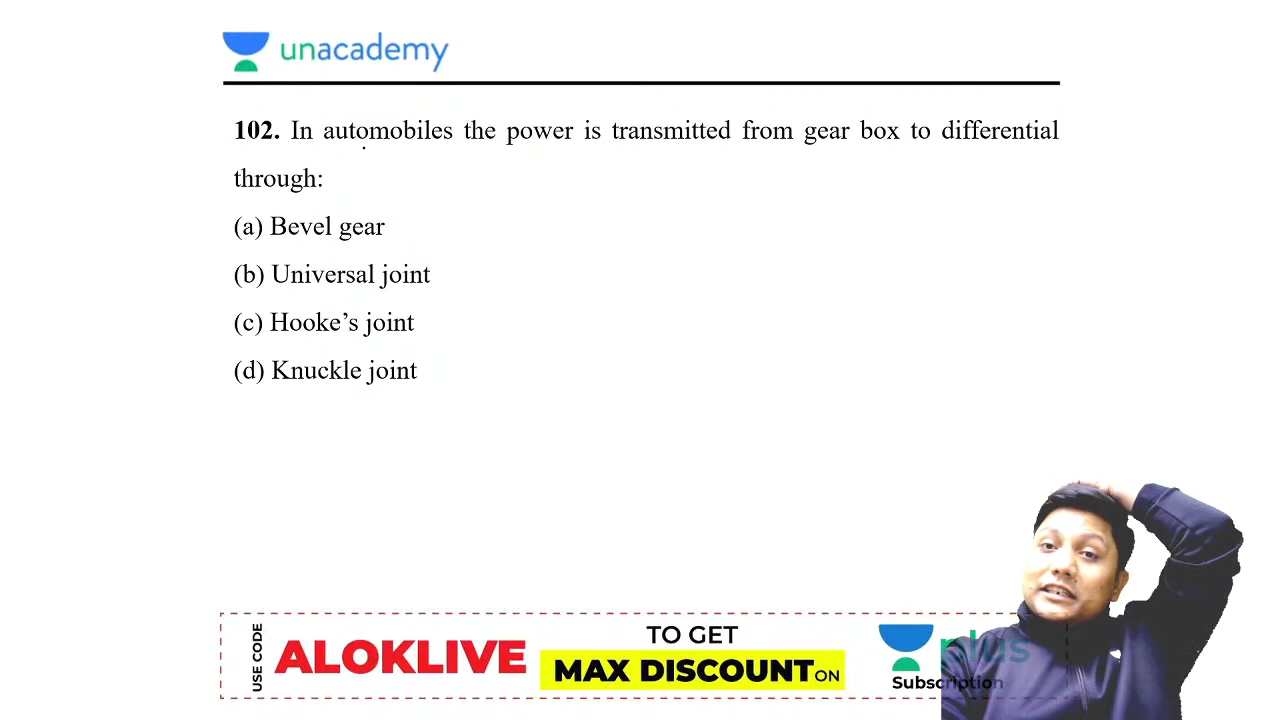 unacademy
102. In automobiles the power is transmitted from gear box to differential
through:
(a) Bevel gear
(b) Universal joint
(c) Hooke’s joint
(d) Knuckle joint
USE CODE
ALOKLIVE
TO GET
MAX DISCOUNT ON
plus
Subscription